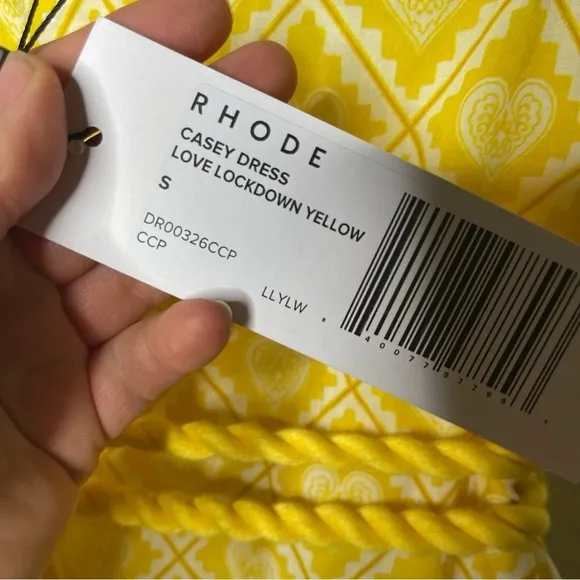 RHODE
CASEY DRESS
LOVE LOCKDOWN YELLOW
S
DR00326CCP
CCP
LLYLW